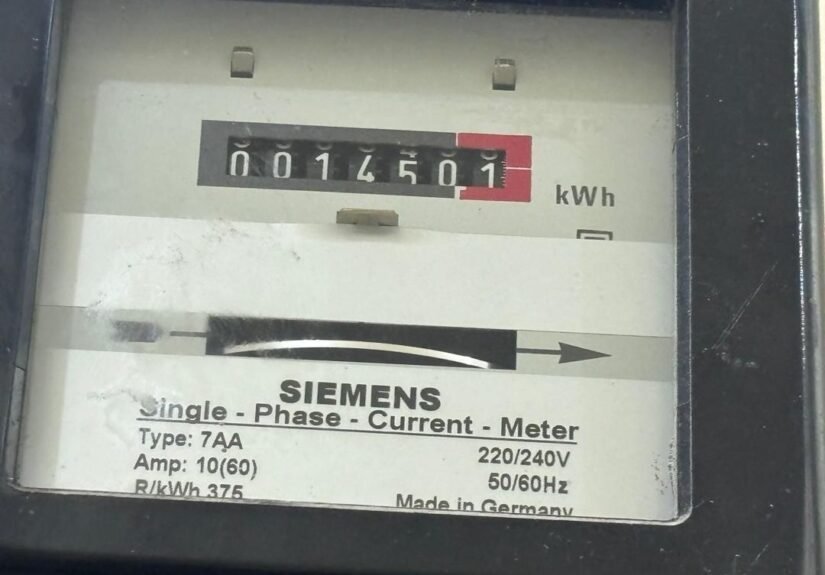 0014501
kWh
SIEMENS
Single - Phase - Current - Meter
Type: 7AA
220/240V
Amp: 10(60)
50/60Hz
R/kWh 375
Made in Germany